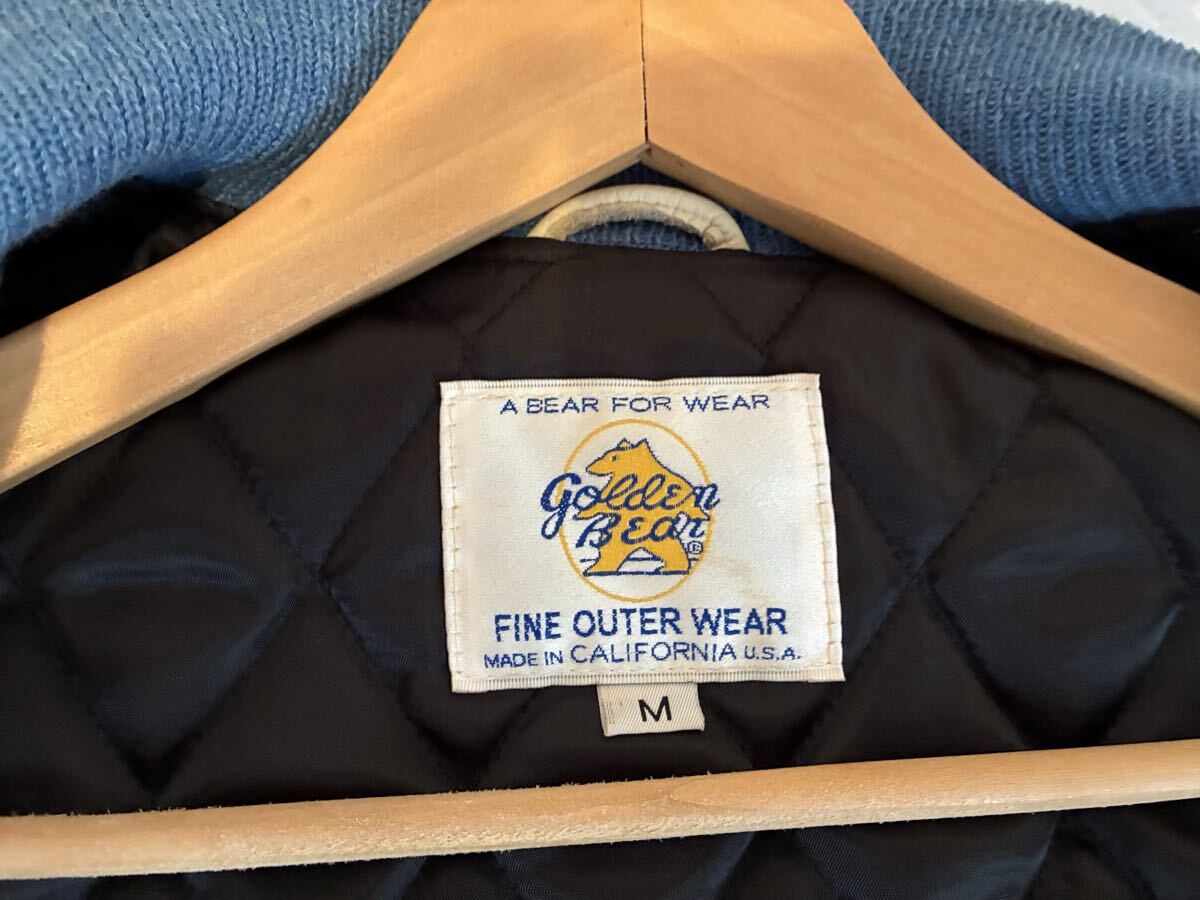 A BEAR FOR WEAR
Golden
Bear
®
FINE OUTER WEAR
MADE IN CALIFORNIA U.S.A.
M